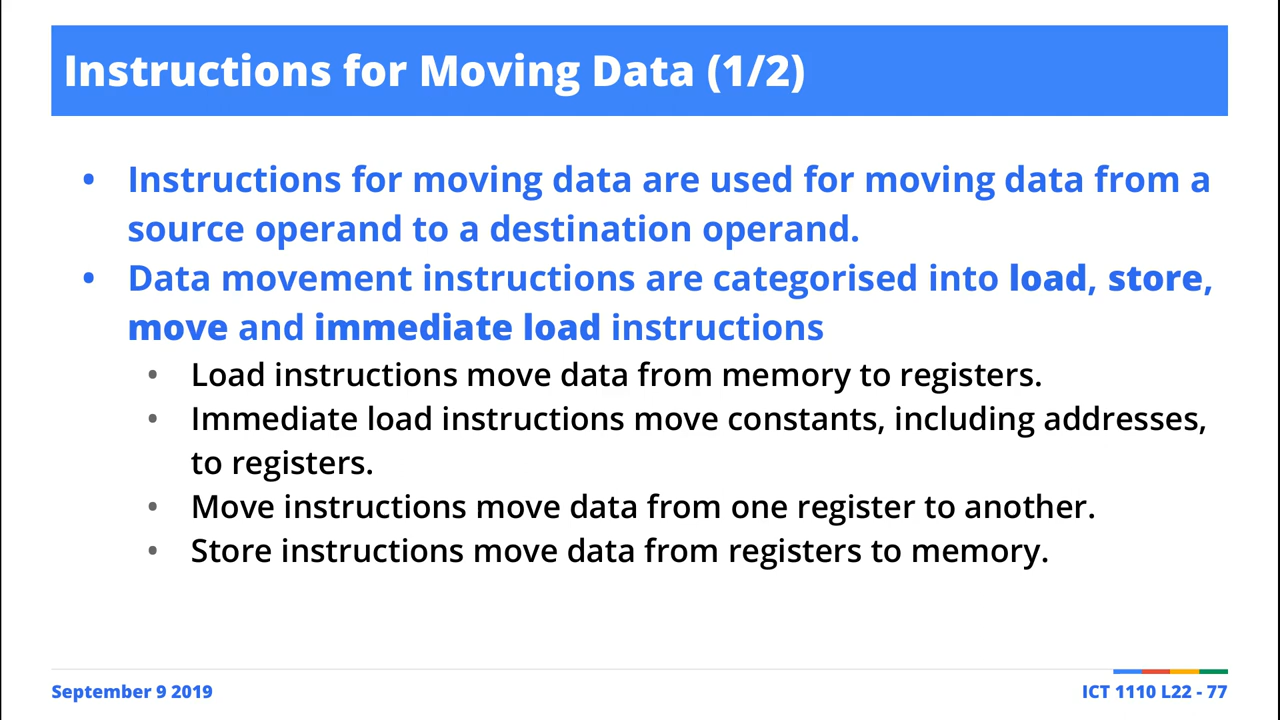 Instructions for Moving Data (1/2)
• Instructions for moving data are used for moving data from a
source operand to a destination operand.
• Data movement instructions are categorised into load, store,
move and immediate load instructions
• Load instructions move data from memory to registers.
• Immediate load instructions move constants, including addresses,
to registers.
• Move instructions move data from one register to another.
• Store instructions move data from registers to memory.
September 9 2019
ICT 1110 L22 - 77